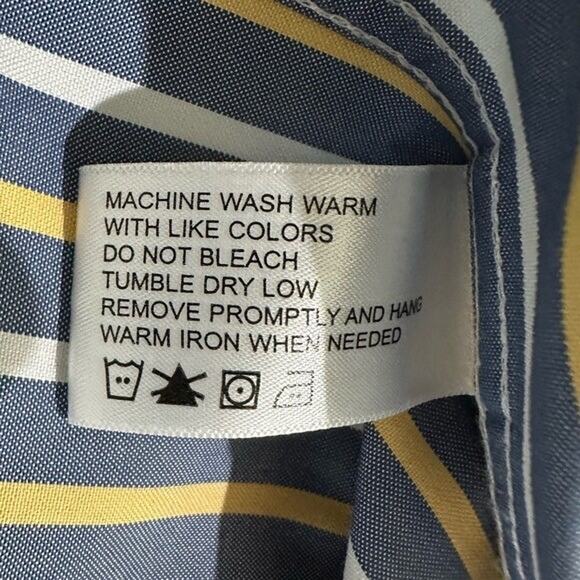 MACHINE WASH WARM
WITH LIKE COLORS
DO NOT BLEACH
TUMBLE DRY LOW
REMOVE PROMPTLY AND HANG
WARM IRON WHEN NEEDED